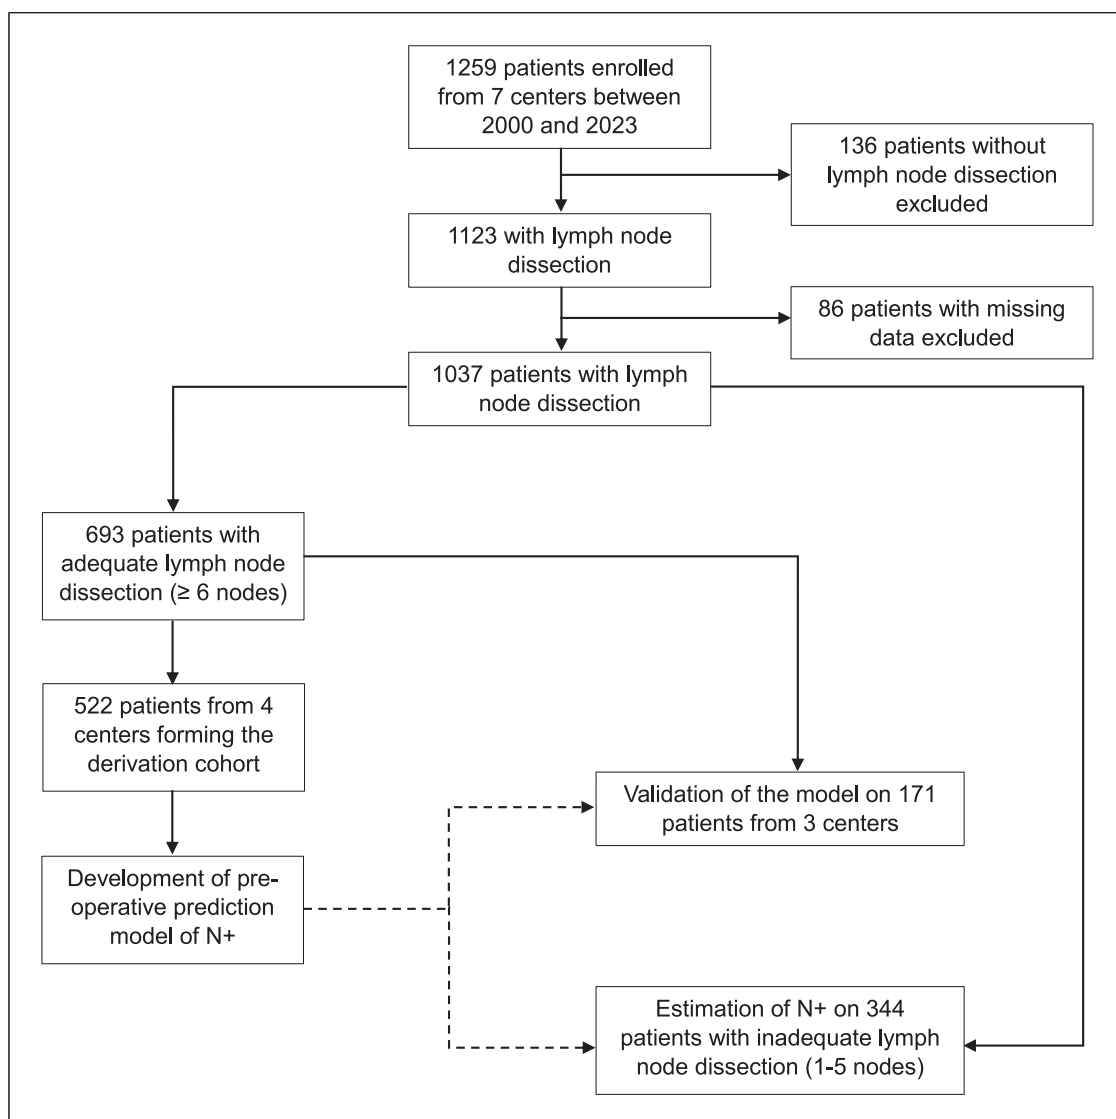 1259 patients enrolled
from 7 centers between
2000 and 2023
136 patients without
lymph node dissection
excluded
1123 with lymph node
dissection
86 patients with missing
data excluded
1037 patients with lymph
node dissection
693 patients with
adequate lymph node
dissection (≥ 6 nodes)
522 patients from 4
centers forming the
derivation cohort
Validation of the model on 171
patients from 3 centers
Development of pre-
operative prediction
model of N+
Estimation of N+ on 344
patients with inadequate lymph
node dissection (1-5 nodes)